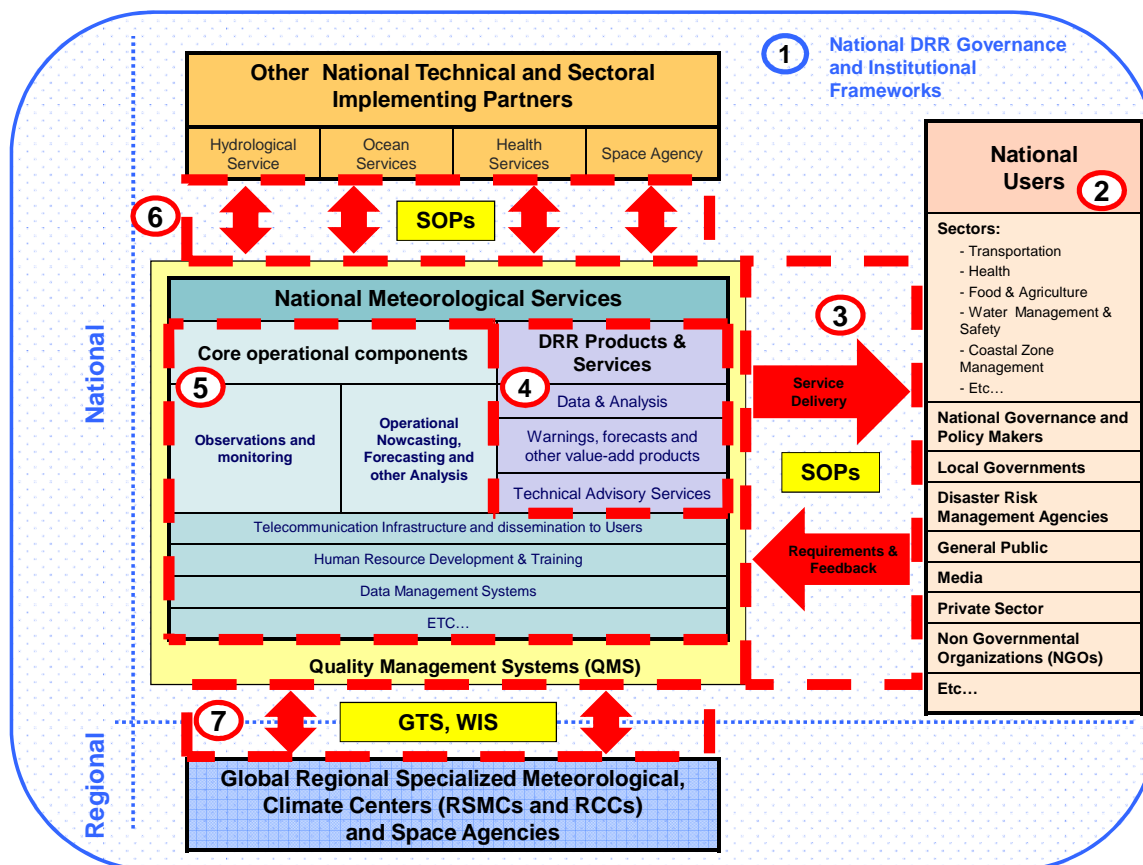 1
National DRR Governance
and Institutional
Frameworks
Other National Technical and Sectoral
Implementing Partners
Hydrological
Service
Ocean
Services
Health
Services
Space Agency
6
SOPs
National
National Meteorological Services
Core operational components
5
Observations and
monitoring
Operational
Nowcasting,
Forecasting and
other Analysis
DRR Products &
Services
4
Data & Analysis
Warnings, forecasts and
other value-add products
Technical Advisory Services
Telecommunication Infrastructure and dissemination to Users
Human Resource Development & Training
Data Management Systems
ETC…
Quality Management Systems (QMS)
3
Service
Delivery
SOPs
Requirements &
Feedback
National
Users
2
Sectors:
- Transportation
- Health
- Food & Agriculture
- Water Management &
Safety
- Coastal Zone
Management
- Etc…
National Governance and
Policy Makers
Local Governments
Disaster Risk
Management Agencies
General Public
Media
Private Sector
Non Governmental
Organizations (NGOs)
Etc…
7
GTS, WIS
Regional
Global Regional Specialized Meteorological,
Climate Centers (RSMCs and RCCs)
and Space Agencies